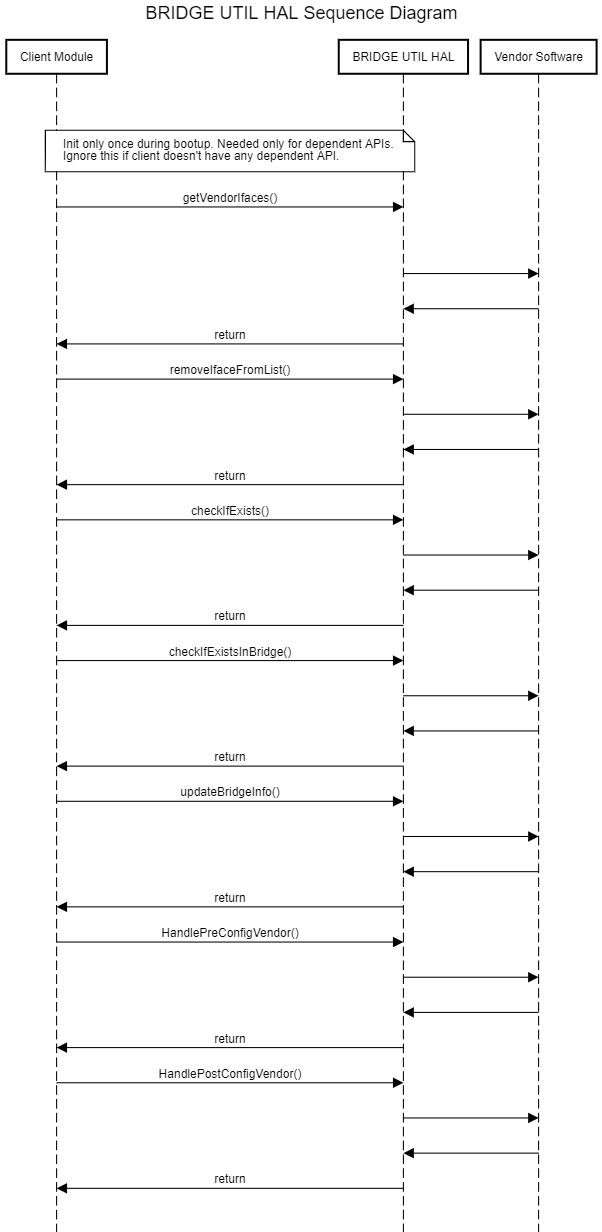 BRIDGE UTIL HAL Sequence Diagram
Client Module
BRIDGE UTIL HAL
Vendor Software
Init only once during bootup. Needed only for dependent APIs.
Ignore this if client doesn't have any dependent API.
getVendorIfaces()
return
removeIfaceFromList()
return
checkIfExists()
return
checkIfExistsInBridge()
return
updateBridgeInfo()
return
HandlePreConfigVendor()
return
HandlePostConfigVendor()
return